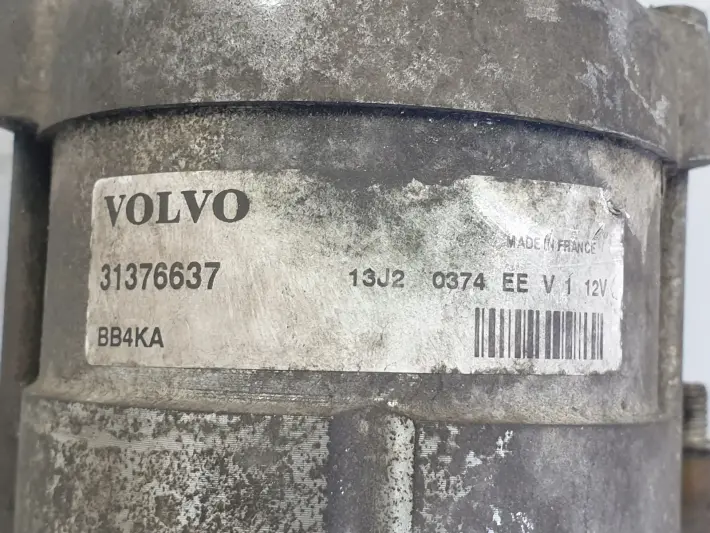 VOLVO
MADE IN FRANCE
31376637 13J2 0374 EE V 1 12V
BB4KA